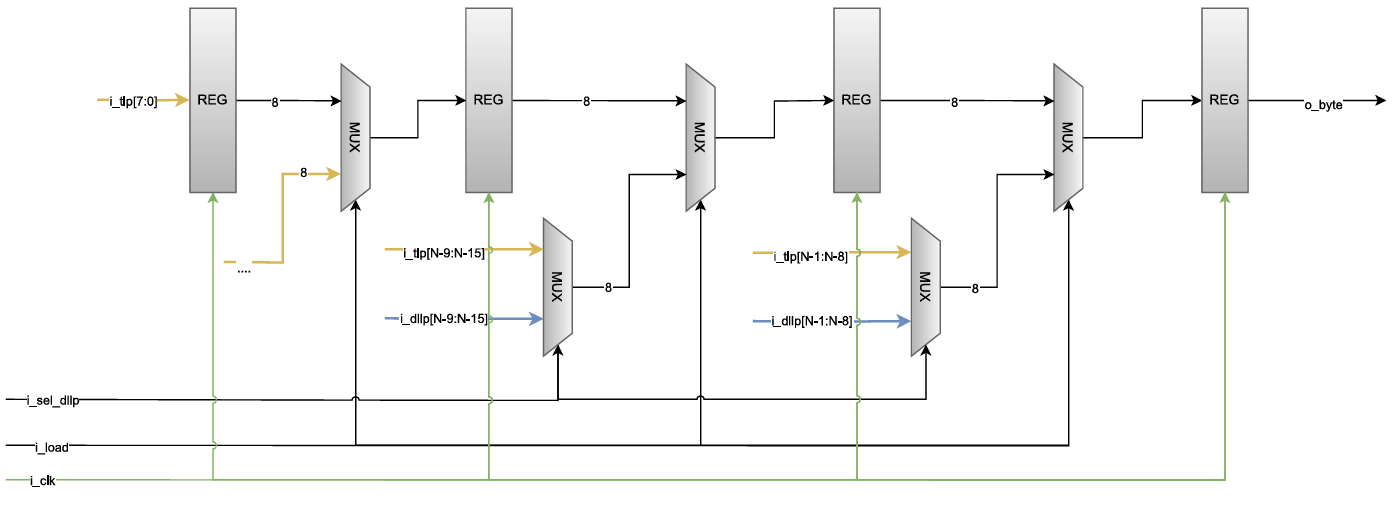 i_tlp[7:0]
REG
8
MUX
REG
8
MUX
REG
8
MUX
REG
o_byte
8
....
i_tlp[N-9:N-15]
i_dllp[N-9:N-15]
MUX
8
i_tlp[N-1:N-8]
i_dllp[N-1:N-8]
MUX
8
i_sel_dllp
i_load
i_clk